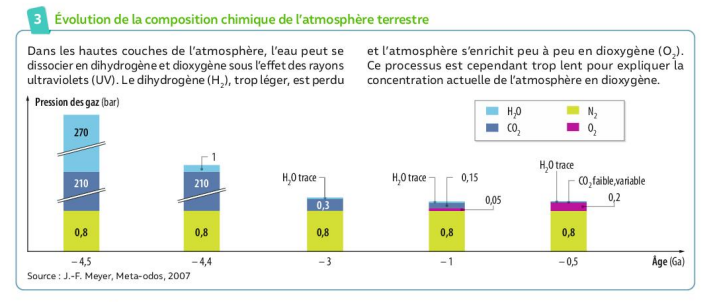 3 Évolution de la composition chimique de l'atmosphère terrestre
Dans les hautes couches de l'atmosphère, l'eau peut se
dissocier en dihydrogène et dioxygène sous l'effet des rayons
ultraviolets (UV). Le dihydrogène (H₂), trop léger, est perdu
et l'atmosphère s'enrichit peu à peu en dioxygène (O₂).
Ce processus est cependant trop lent pour expliquer la
concentration actuelle de l'atmosphère en dioxygène.
Pression des gaz (bar)
H₂O
CO₂
N₂
O₂
270
210
0,8
1
210
0,8
H₂O trace
0,3
0,8
H₂O trace
0,15
0,05
0,8
H₂O trace
CO₂ faible,variable
0,2
0,8
– 4,5 – 4,4 – 3 – 1 – 0,5 Âge (Ga)
Source : J.-F. Meyer, Meta-odos, 2007